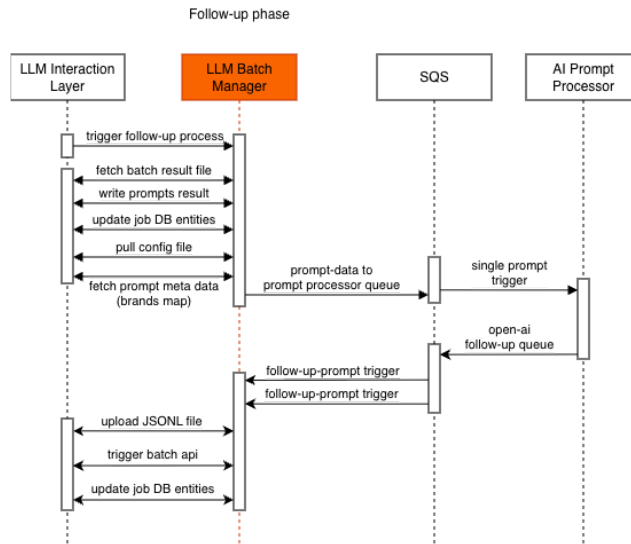 Follow-up phase
LLM Interaction
Layer
LLM Batch
Manager
SQS
AI Prompt
Processor
trigger follow-up process
fetch batch result file
write prompts result
update job DB entities
pull config file
fetch prompt meta data
(brands map)
prompt-data to
prompt processor queue
single prompt
trigger
open-ai
follow-up queue
follow-up-prompt trigger
follow-up-prompt trigger
upload JSONL file
trigger batch api
update job DB entities